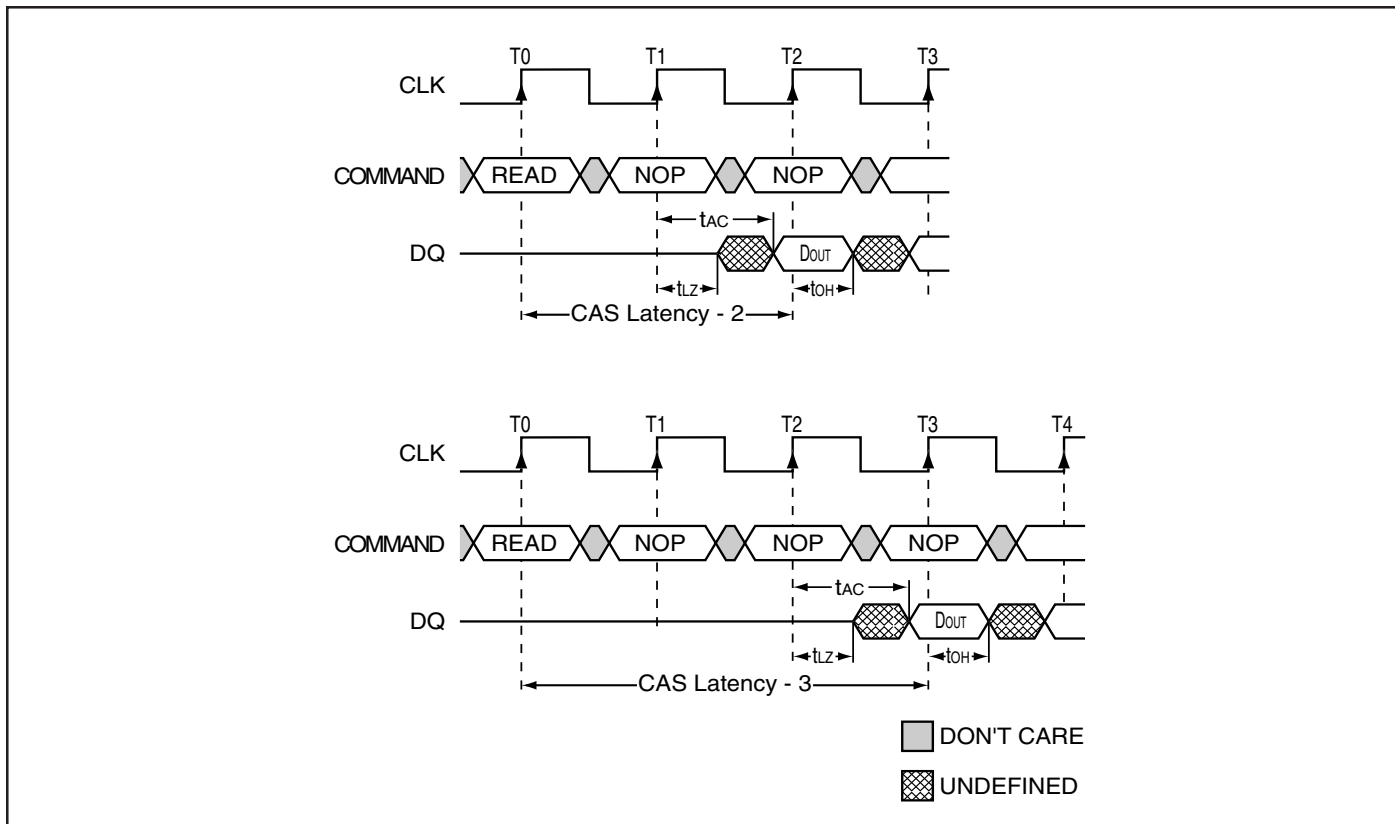 T0 T1 T2 T3
CLK
COMMAND READ NOP NOP
tAC
DQ DOUT
tLZ tOH
CAS Latency - 2
T0 T1 T2 T3 T4
CLK
COMMAND READ NOP NOP NOP
tAC
DQ DOUT
tLZ tOH
CAS Latency - 3
DON'T CARE
UNDEFINED